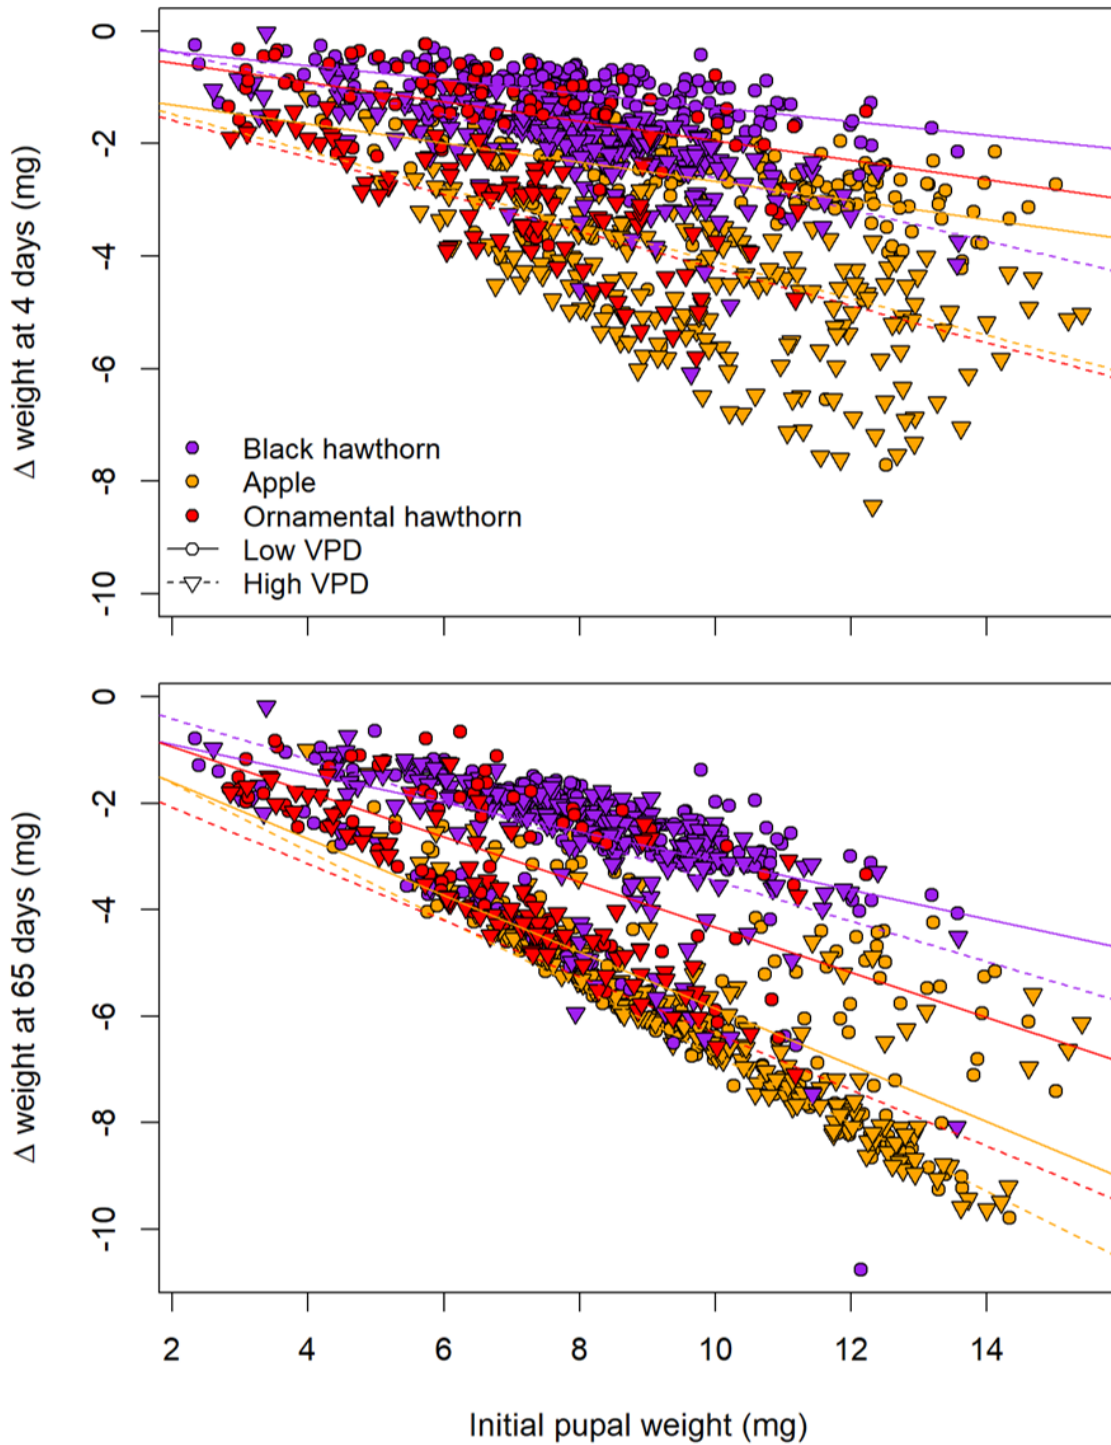 Δ weight at 4 days (mg)
0
-2
-4
-6
-8
-10
Black hawthorn
Apple
Ornamental hawthorn
Low VPD
High VPD
Δ weight at 65 days (mg)
0
-2
-4
-6
-8
-10
2 4 6 8 10 12 14
Initial pupal weight (mg)